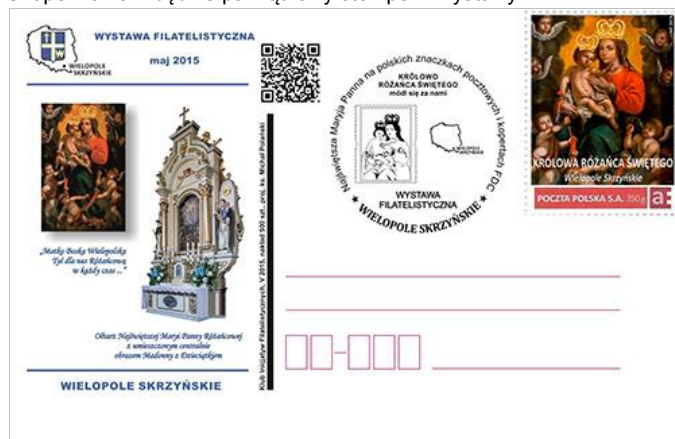 WYSTAWA FILATELISTYCZNA
maj 2015
WIELOPOLE
SKRZYŃSKIE
„Matko Boska Wielopolska
Tyś dla nas Różańcową
w każdy czas ..."
Ołtarz Najświętszej Maryi Panny Różańcowej
z umieszczonym centralnie
obrazem Madonny z Dzieciątkiem
WIELOPOLE SKRZYŃSKIE
Klub Inicjatyw Filatelistycznych, V 2015, nakład 500 szt., proj. ks. Michał Polański
Najświętsza Maryja Panna na polskich znaczkach pocztowych i kopertach FDC
KRÓLOWO
RÓŻAŃCA ŚWIĘTEGO
módl się za nami
WIELOPOLE
SKRZYŃSKIE
WYSTAWA
FILATELISTYCZNA
★ WIELOPOLE SKRZYŃSKIE ★
KRÓLOWA RÓŻAŃCA ŚWIĘTEGO
Wielopole Skrzyńskie
POCZTA POLSKA S.A. 350g